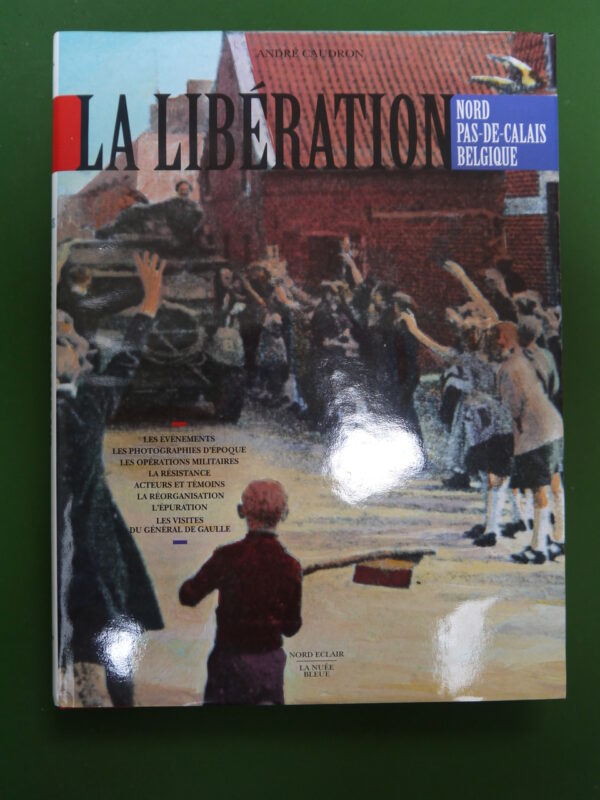 ANDRÉ CAUDRON
LA LIBÉRATION
NORD
PAS-DE-CALAIS
BELGIQUE
LES ÉVÉNEMENTS
LES PHOTOGRAPHIES D'ÉPOQUE
LES OPÉRATIONS MILITAIRES
LA RÉSISTANCE
ACTEURS ET TÉMOINS
LA RÉORGANISATION
L'ÉPURATION
LES VISITES
DU GÉNÉRAL DE GAULLE
NORD ECLAIR
LA NUÉE
BLEUE